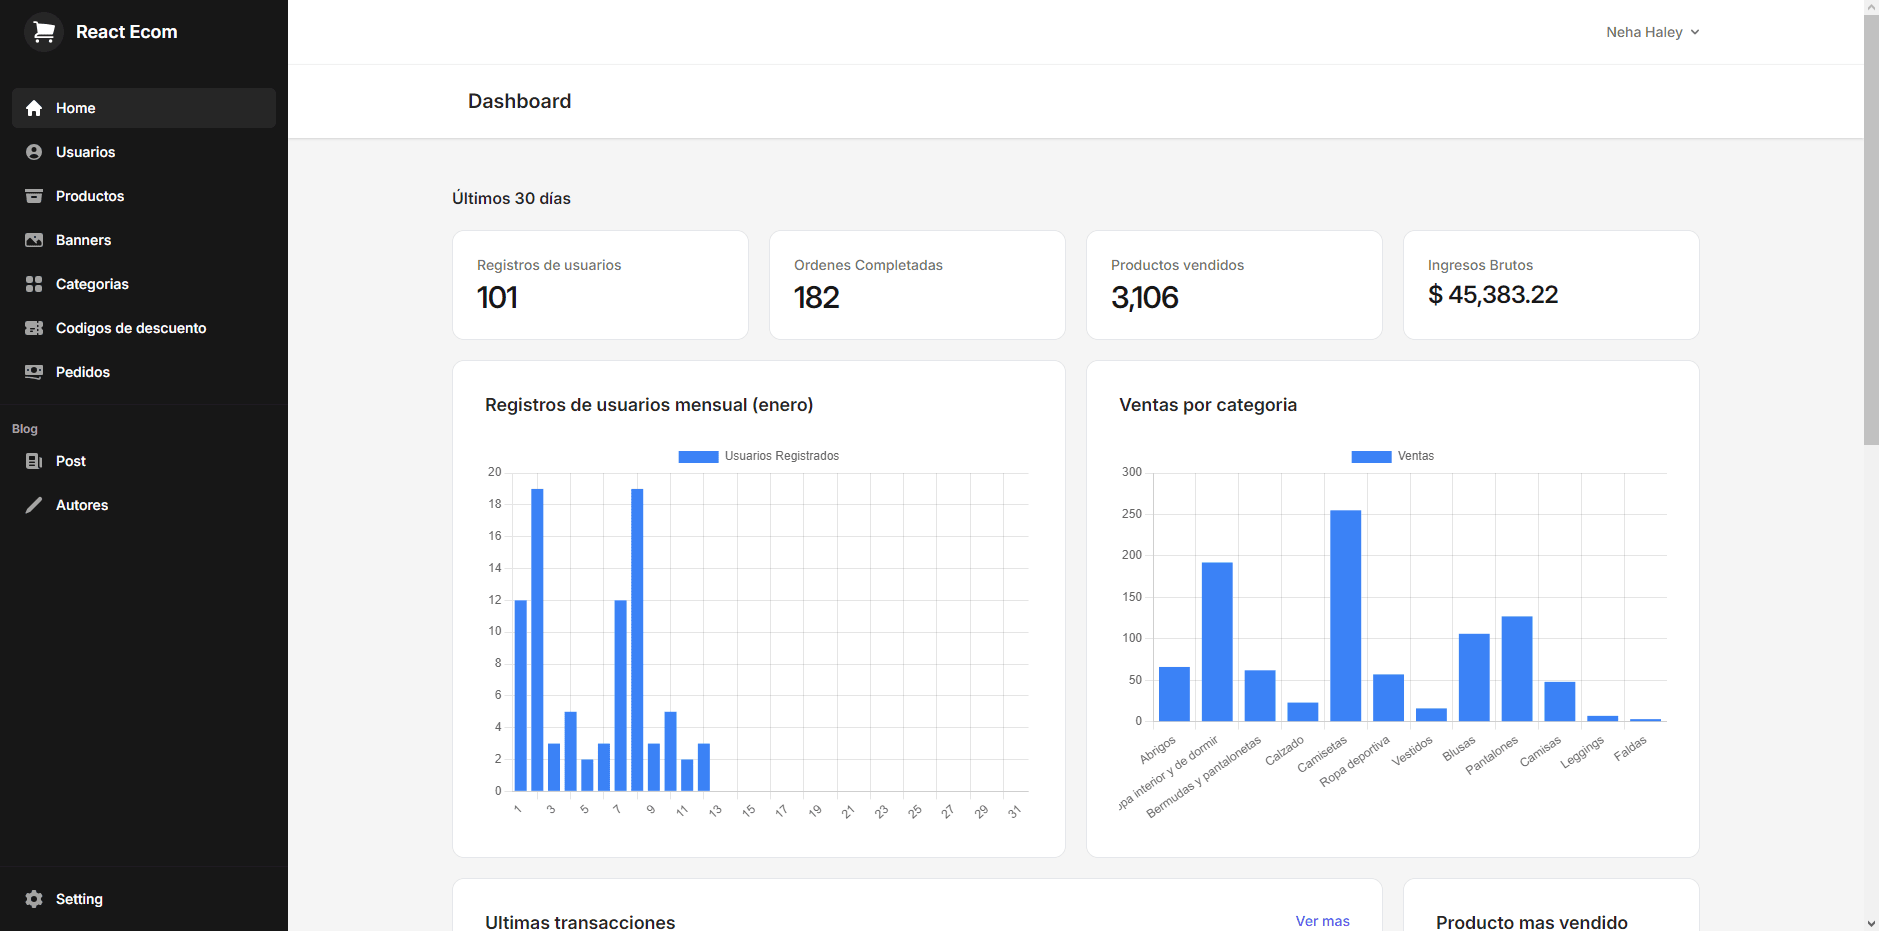 React Ecom
Home
Usuarios
Productos
Banners
Categorias
Codigos de descuento
Pedidos
Blog
Post
Autores
Setting
Neha Haley
Dashboard
Últimos 30 días
Registros de usuarios
101
Ordenes Completadas
182
Productos vendidos
3,106
Ingresos Brutos
$ 45,383.22
Registros de usuarios mensual (enero)
Usuarios Registrados
20
18
16
14
12
10
8
6
4
2
0
1 3 5 7 9 11 13 15 17 19 21 23 25 27 29 31
Ventas por categoria
Ventas
300
250
200
150
100
50
0
Abrigos
opa interior y de dormir
Bermudas y pantalonetas
Calzado
Camisetas
Ropa deportiva
Vestidos
Blusas
Pantalones
Camisas
Leggings
Faldas
Ultimas transacciones
Ver mas
Producto mas vendido